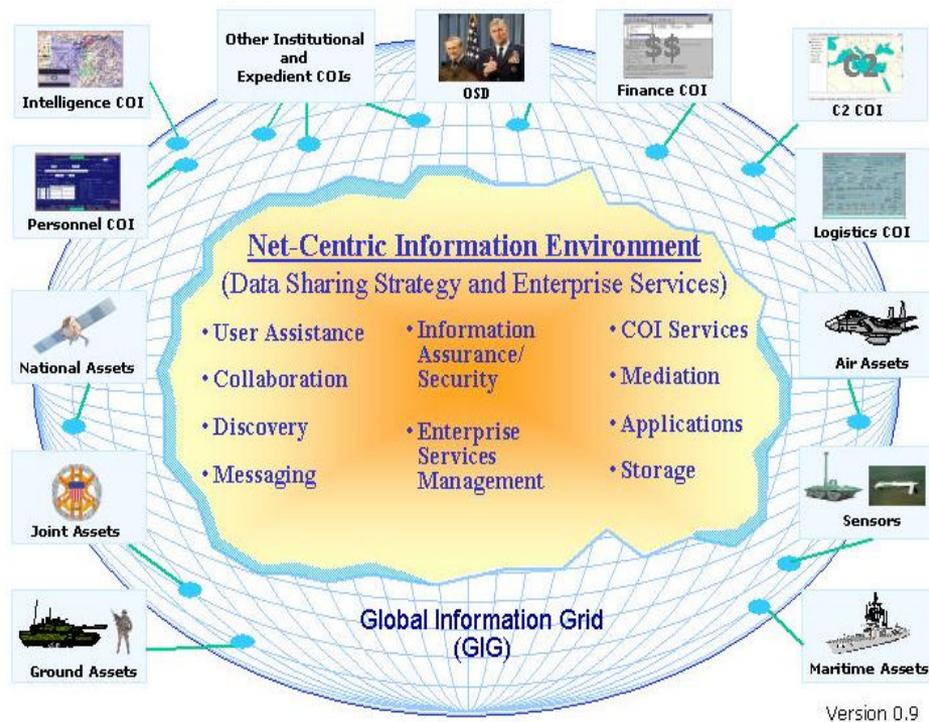 Other Institutional
and
Expedient COIs
$$
C2
Intelligence COI
OSD
Finance COI
C2 COI
Personnel COI
Logistics COI
Net-Centric Information Environment
(Data Sharing Strategy and Enterprise Services)
• User Assistance
• Collaboration
• Discovery
• Messaging
• Information
Assurance/
Security
• Enterprise
Services
Management
• COI Services
• Mediation
• Applications
• Storage
National Assets
Air Assets
Joint Assets
Sensors
Global Information Grid
(GIG)
Ground Assets
Maritime Assets
Version 0.9